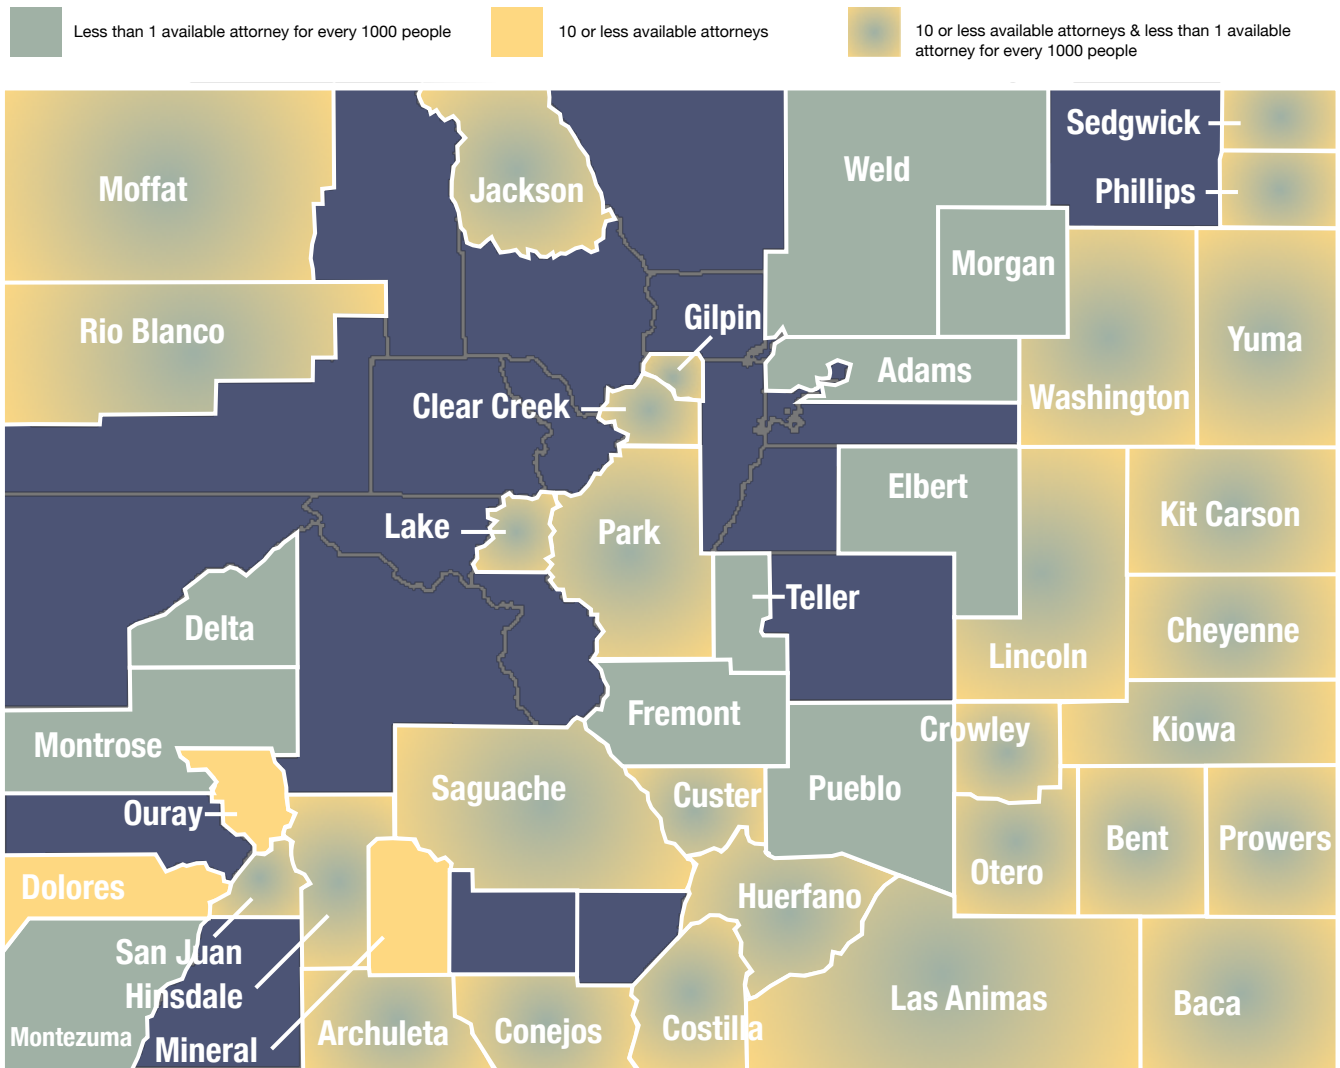 Less than 1 available attorney for every 1000 people
10 or less available attorneys
10 or less available attorneys & less than 1 available
attorney for every 1000 people
Sedgwick
Moffat
Jackson
Weld
Phillips
Morgan
Gilpin
Rio Blanco
Yuma
Adams
Washington
Clear Creek
Elbert
Kit Carson
Lake
Park
Teller
Delta
Cheyenne
Lincoln
Fremont
Crowley
Kiowa
Montrose
Saguache
Custer
Pueblo
Ouray
Bent
Prowers
Otero
Dolores
Huerfano
San Juan
Hinsdale
Las Animas
Baca
Montezuma
Mineral
Archuleta
Conejos
Costilla